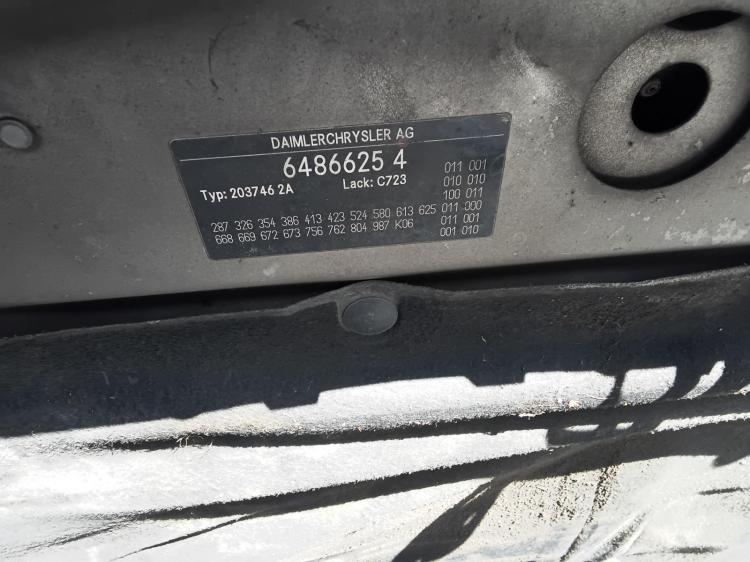 DAIMLERCHRYSLER AG
6486625 4
Typ: 203746 2A Lack: C723
287 326 354 386 413 423 524 580 613 625
668 669 672 673 756 762 804 987 K06
011 001
010 010
100 011
011 000
011 001
001 010